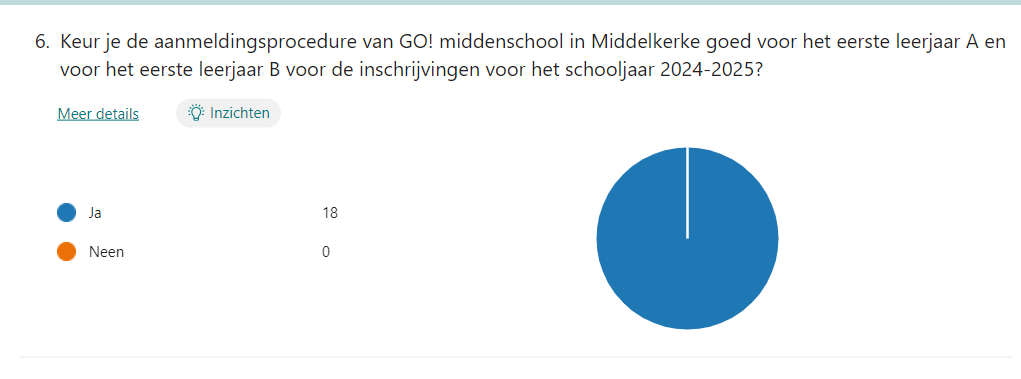 6. Keur je de aanmeldingsprocedure van GO! middenschool in Middelkerke goed voor het eerste leerjaar A en
voor het eerste leerjaar B voor de inschrijvingen voor het schooljaar 2024-2025?
Meer details Inzichten
Ja 18
Neen 0